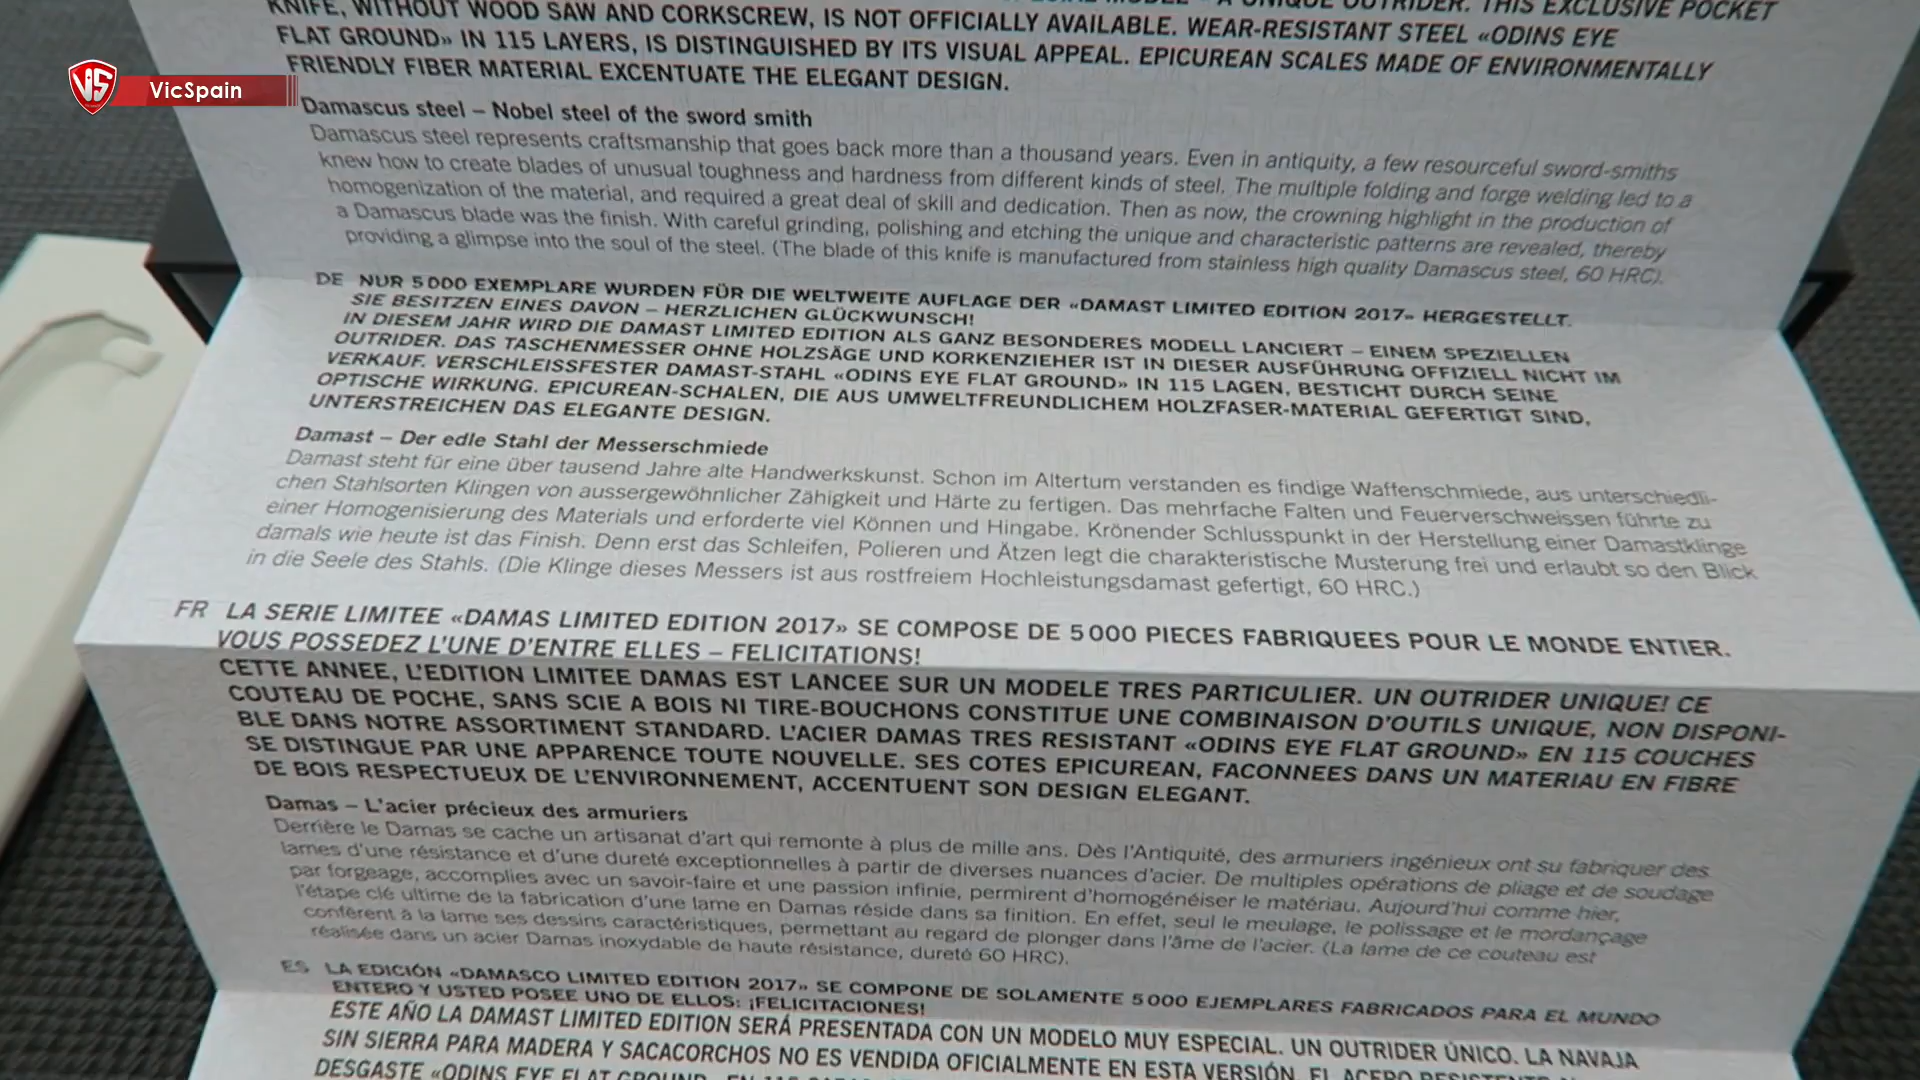 KNIFE, WITHOUT WOOD SAW AND CORKSCREW, IS NOT OFFICIALLY AVAILABLE. WEAR-RESISTANT STEEL «ODINS EYE
FLAT GROUND» IN 115 LAYERS, IS DISTINGUISHED BY ITS VISUAL APPEAL. EPICUREAN SCALES MADE OF ENVIRONMENTALLY
FRIENDLY FIBER MATERIAL EXCENTUATE THE ELEGANT DESIGN.
VS VicSpain
Damascus steel – Nobel steel of the sword smith
Damascus steel represents craftsmanship that goes back more than a thousand years. Even in antiquity, a few resourceful sword-smiths
knew how to create blades of unusual toughness and hardness from different kinds of steel. The multiple folding and forge welding led to a
homogenization of the material, and required a great deal of skill and dedication. Then as now, the crowning highlight in the production of
a Damascus blade was the finish. With careful grinding, polishing and etching the unique and characteristic patterns are revealed, thereby
providing a glimpse into the soul of the steel. (The blade of this knife is manufactured from stainless high quality Damascus steel, 60 HRC).
DE NUR 5 000 EXEMPLARE WURDEN FÜR DIE WELTWEITE AUFLAGE DER «DAMAST LIMITED EDITION 2017» HERGESTELLT.
SIE BESITZEN EINES DAVON – HERZLICHEN GLÜCKWUNSCH!
IN DIESEM JAHR WIRD DIE DAMAST LIMITED EDITION ALS GANZ BESONDERES MODELL LANCIERT – EINEM SPEZIELLEN
OUTRIDER. DAS TASCHENMESSER OHNE HOLZSÄGE UND KORKENZIEHER IST IN DIESER AUSFÜHRUNG OFFIZIELL NICHT IM
VERKAUF. VERSCHLEISSFESTER DAMAST-STAHL «ODINS EYE FLAT GROUND» IN 115 LAGEN, BESTICHT DURCH SEINE
OPTISCHE WIRKUNG. EPICUREAN-SCHALEN, DIE AUS UMWELTFREUNDLICHEM HOLZFASER-MATERIAL GEFERTIGT SIND,
UNTERSTREICHEN DAS ELEGANTE DESIGN.
Damast – Der edle Stahl der Messerschmiede
Damast steht für eine über tausend Jahre alte Handwerkskunst. Schon im Altertum verstanden es findige Waffenschmiede, aus unterschiedli-
chen Stahlsorten Klingen von aussergewöhnlicher Zähigkeit und Härte zu fertigen. Das mehrfache Falten und Feuerverschweissen führte zu
einer Homogenisierung des Materials und erforderte viel Können und Hingabe. Krönender Schlusspunkt in der Herstellung einer Damastklinge
damals wie heute ist das Finish. Denn erst das Schleifen, Polieren und Ätzen legt die charakteristische Musterung frei und erlaubt so den Blick
in die Seele des Stahls. (Die Klinge dieses Messers ist aus rostfreiem Hochleistungsdamast gefertigt, 60 HRC.)
FR LA SERIE LIMITEE «DAMAS LIMITED EDITION 2017» SE COMPOSE DE 5 000 PIECES FABRIQUEES POUR LE MONDE ENTIER.
VOUS POSSEDEZ L'UNE D'ENTRE ELLES – FELICITATIONS!
CETTE ANNEE, L'EDITION LIMITEE DAMAS EST LANCEE SUR UN MODELE TRES PARTICULIER. UN OUTRIDER UNIQUE! CE
COUTEAU DE POCHE, SANS SCIE A BOIS NI TIRE-BOUCHONS CONSTITUE UNE COMBINAISON D'OUTILS UNIQUE, NON DISPONI-
BLE DANS NOTRE ASSORTIMENT STANDARD. L'ACIER DAMAS TRES RESISTANT «ODINS EYE FLAT GROUND» EN 115 COUCHES
SE DISTINGUE PAR UNE APPARENCE TOUTE NOUVELLE. SES COTES EPICUREAN, FACONNEES DANS UN MATERIAU EN FIBRE
DE BOIS RESPECTUEUX DE L'ENVIRONNEMENT, ACCENTUENT SON DESIGN ELEGANT.
Damas – L'acier précieux des armuriers
Derrière le Damas se cache un artisanat d'art qui remonte à plus de mille ans. Dès l'Antiquité, des armuriers ingénieux ont su fabriquer des
lames d'une résistance et d'une dureté exceptionnelles à partir de diverses nuances d'acier. De multiples opérations de pliage et de soudage
par forgeage, accomplies avec un savoir-faire et une passion infinie, permirent d'homogénéiser le matériau. Aujourd'hui comme hier,
l'étape clé ultime de la fabrication d'une lame en Damas réside dans sa finition. En effet, seul le meulage, le polissage et le mordançage
confèrent à la lame ses dessins caractéristiques, permettant au regard de plonger dans l'âme de l'acier. (La lame de ce couteau est
réalisée dans un acier Damas inoxydable de haute résistance, dureté 60 HRC).
ES LA EDICIÓN «DAMASCO LIMITED EDITION 2017» SE COMPONE DE SOLAMENTE 5 000 EJEMPLARES FABRICADOS PARA EL MUNDO
ENTERO Y USTED POSEE UNO DE ELLOS: ¡FELICITACIONES!
ESTE AÑO LA DAMAST LIMITED EDITION SERÁ PRESENTADA CON UN MODELO MUY ESPECIAL. UN OUTRIDER ÚNICO. LA NAVAJA
SIN SIERRA PARA MADERA Y SACACORCHOS NO ES VENDIDA OFICIALMENTE EN ESTA VERSIÓN. EL ACERO RESISTENTE
DESGASTE «ODINS EYE FLAT GROUND